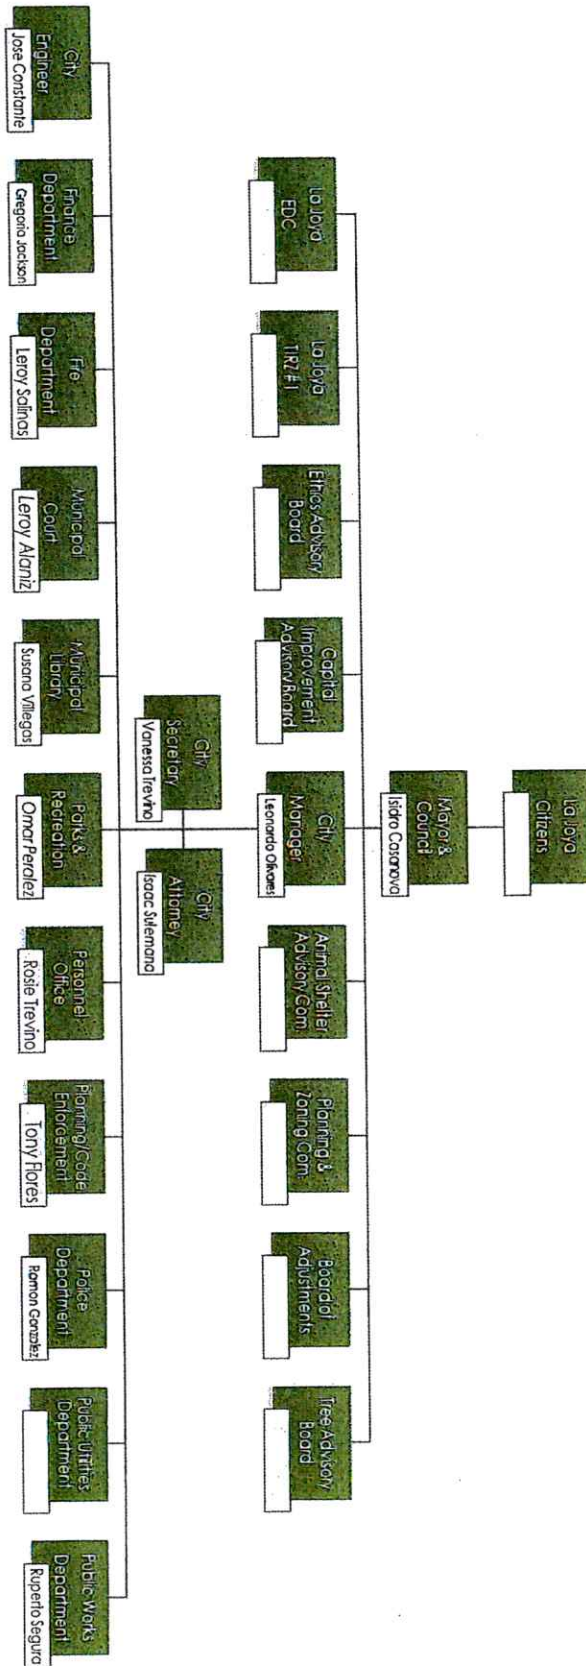 La Joya
Citizens
Mayor &
Council
Isidro Casanova
La Joya
EDC
La Joya
TIRZ #1
Ethics Advisory
Board
Capital
Improvement
Advisory Board
City
Manager
Leonardo Olivares
Animal Shelter
Advisory Com.
Planning &
Zoning Com.
Board of
Adjustments
Tree Advisory
Board
City
Secretary
Vanessa Trevino
City
Attorney
Isaac Sulemana
City
Engineer
Jose Constante
Finance
Department
Gregoria Jackson
Fire
Department
Leroy Salinas
Municipal
Court
Leroy Alaniz
Municipal
Library
Susana Villegas
Parks &
Recreation
Omar Peralez
Personnel
Office
Rosie Trevino
Planning/Code
Enforcement
Tony Flores
Police
Department
Ramon Gonzalez
Public Utilities
Department
Public Works
Department
Ruperto Segura